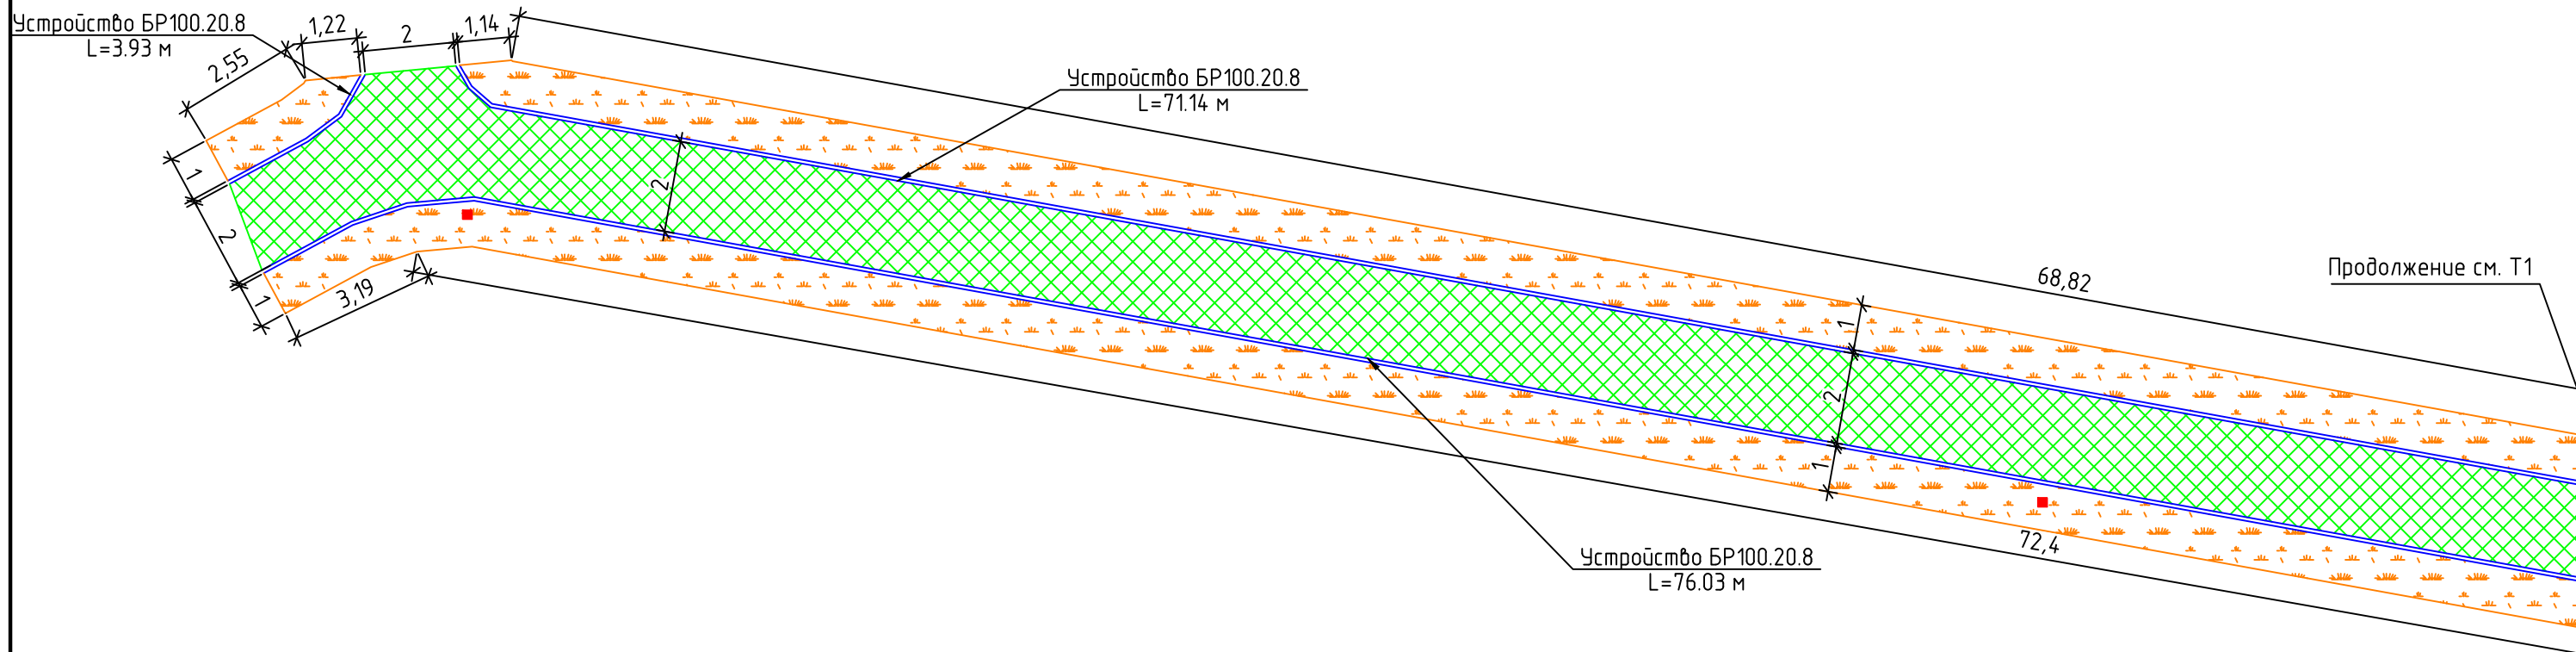 Устройство БР100.20.8
L=3.93 м
2,55
1,22
2
1,14
Устройство БР100.20.8
L=71.14 м
1
2
1
3,19
2
68,82
Продолжение см. Т1
1
2
1
72,4
Устройство БР100.20.8
L=76.03 м